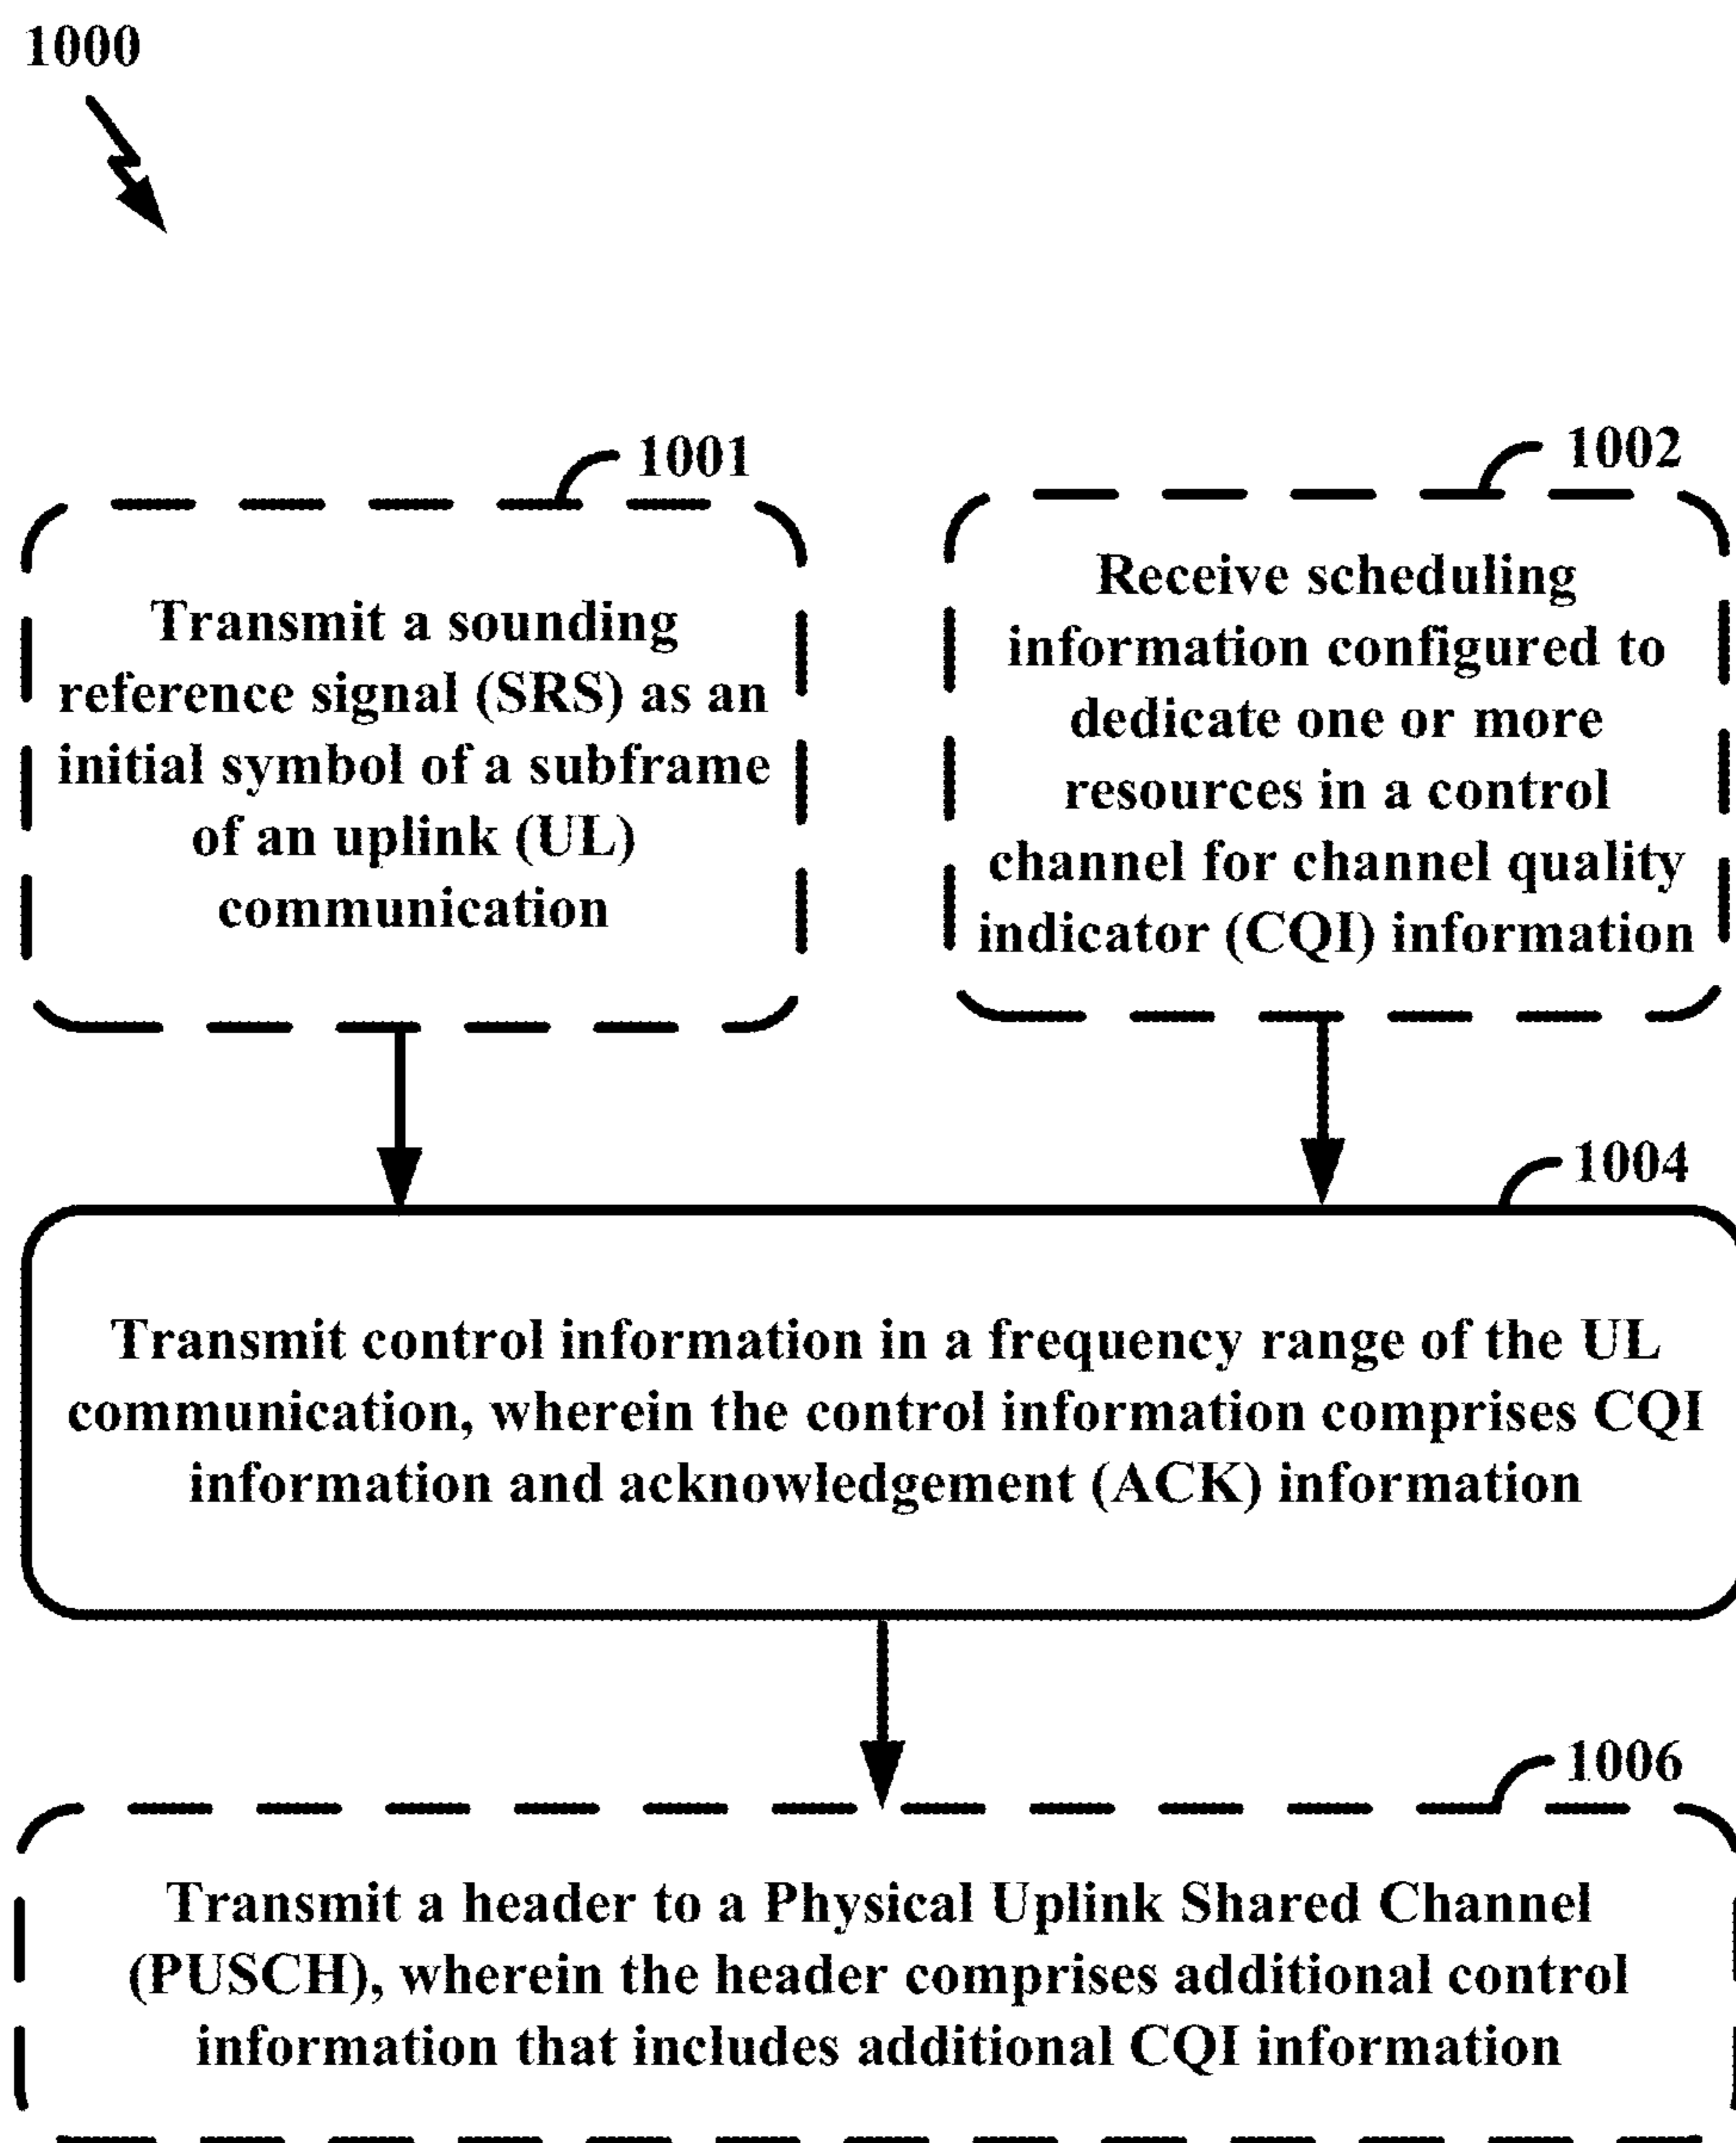 1000
1001
Transmit a sounding
reference signal (SRS) as an
initial symbol of a subframe
of an uplink (UL)
communication
1002
Receive scheduling
information configured to
dedicate one or more
resources in a control
channel for channel quality
indicator (CQI) information
1004
Transmit control information in a frequency range of the UL
communication, wherein the control information comprises CQI
information and acknowledgement (ACK) information
1006
Transmit a header to a Physical Uplink Shared Channel
(PUSCH), wherein the header comprises additional control
information that includes additional CQI information